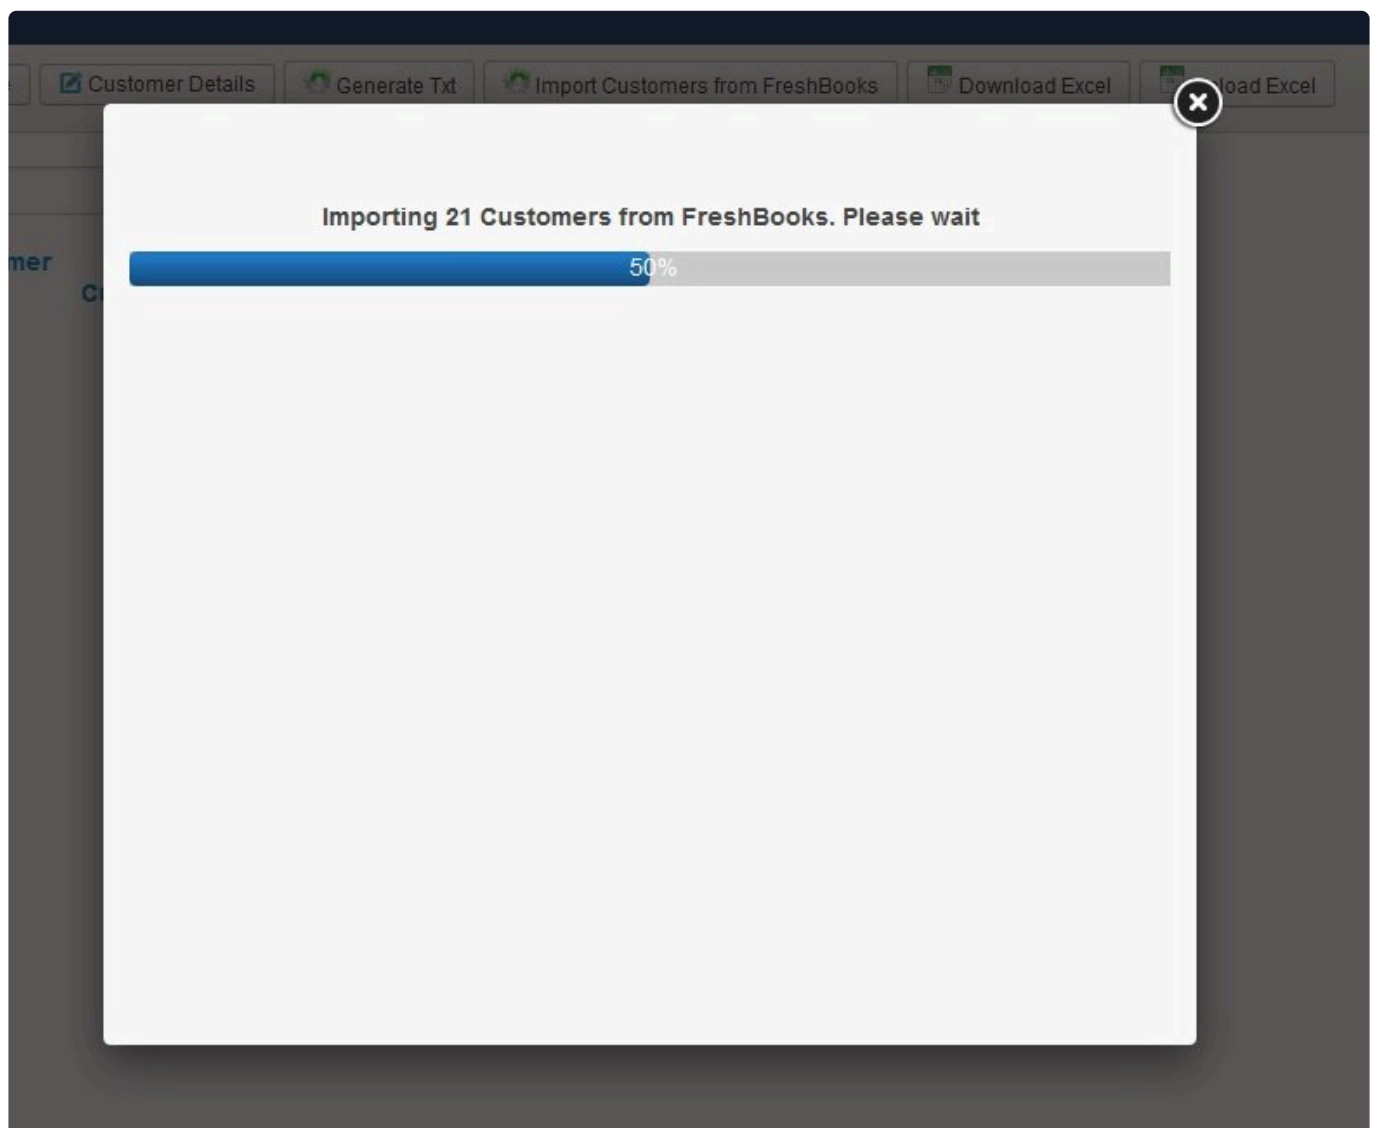 Customer Details
Generate Txt
Import Customers from FreshBooks
Download Excel
load Excel
Importing 21 Customers from FreshBooks. Please wait
50%
mer